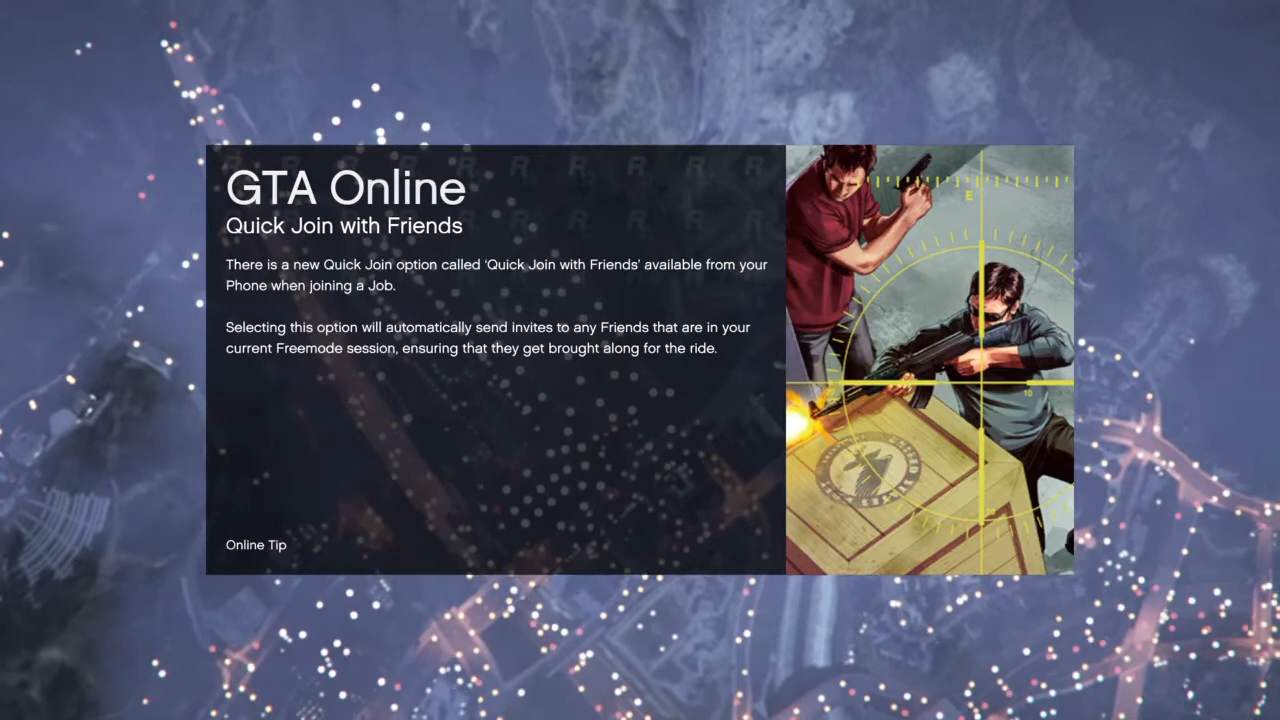 GTA Online
Quick Join with Friends
There is a new Quick Join option called ‘Quick Join with Friends’ available from your
Phone when joining a Job.
Selecting this option will automatically send invites to any Friends that are in your
current Freemode session, ensuring that they get brought along for the ride.
Online Tip
E
10